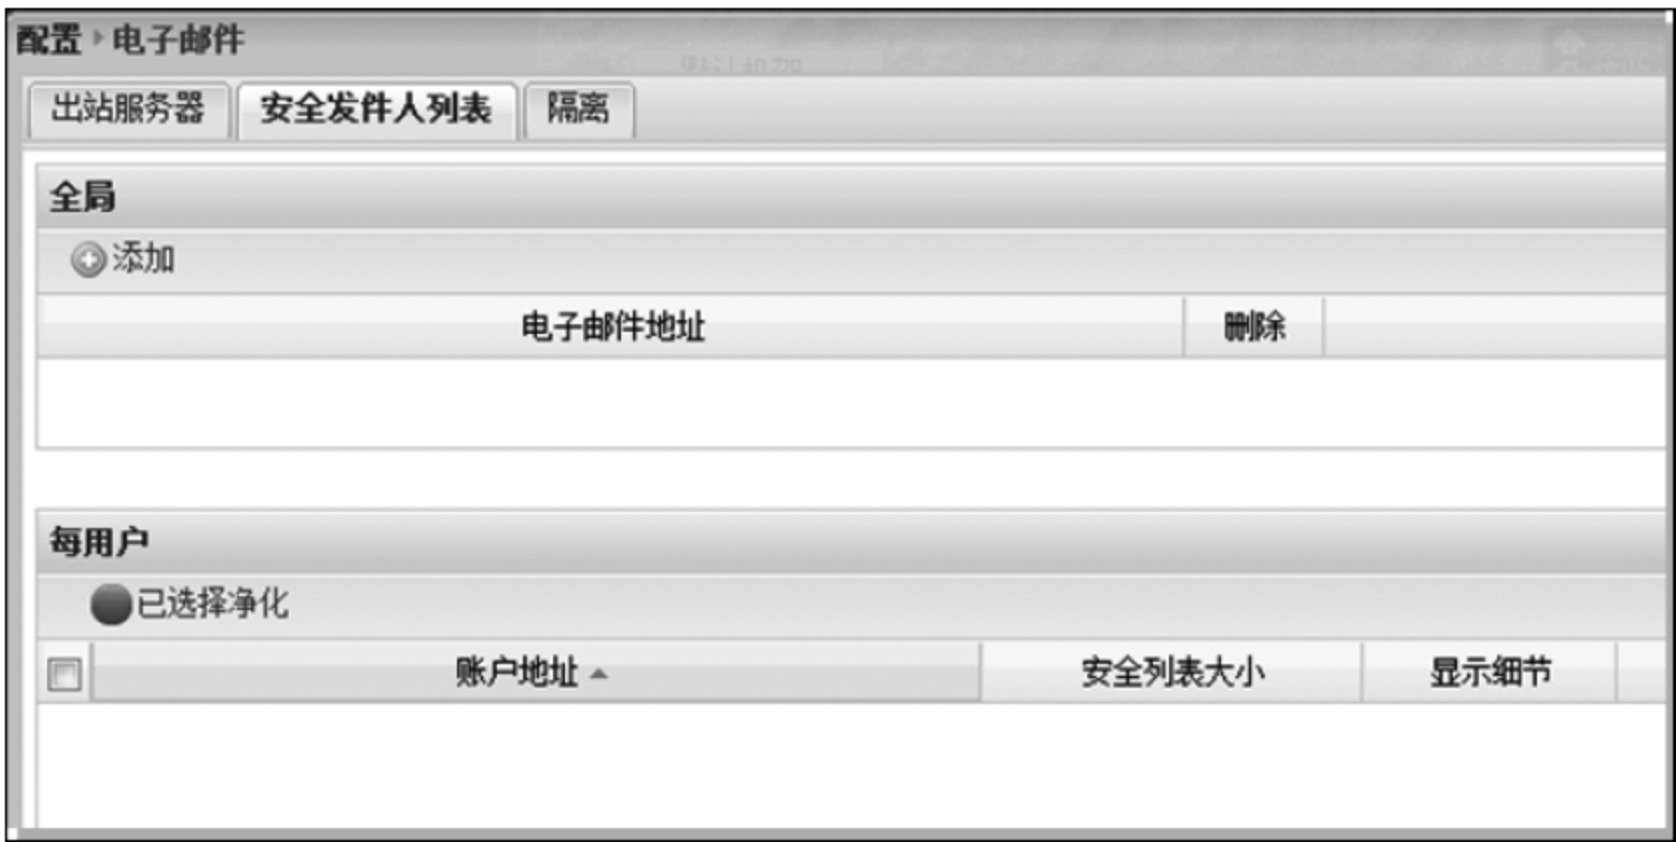 配置 电子邮件
出站服务器 安全发件人列表 隔离
全局
添加
电子邮件地址 删除
每用户
已选择净化
账户地址 安全列表大小 显示细节